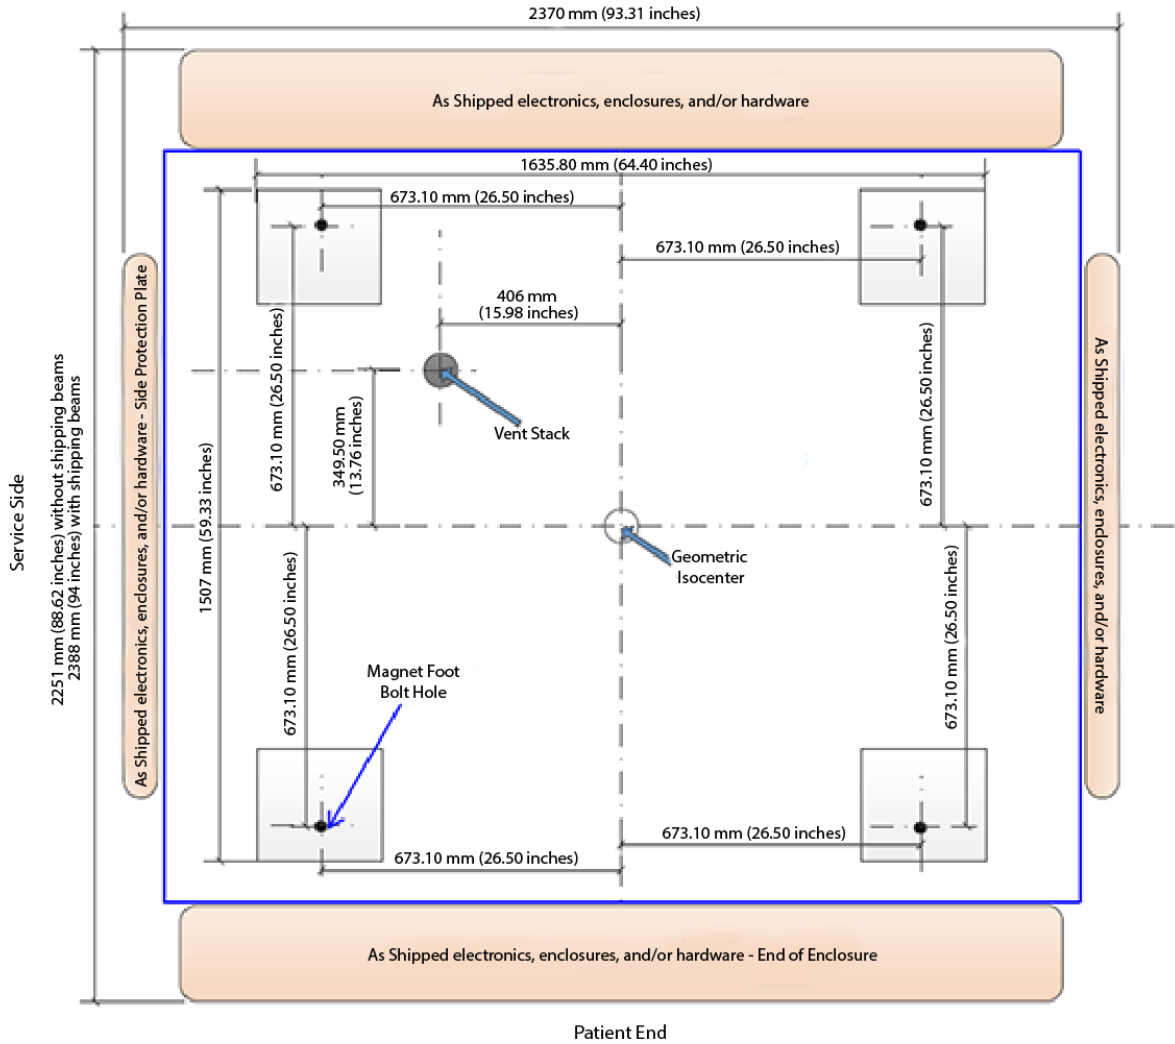 2370 mm (93.31 inches)
As Shipped electronics, enclosures, and/or hardware
1635.80 mm (64.40 inches)
673.10 mm (26.50 inches)
673.10 mm (26.50 inches)
406 mm
(15.98 inches)
Vent Stack
349.50 mm
(13.76 inches)
673.10 mm (26.50 inches)
673.10 mm (26.50 inches)
1507 mm (59.33 inches)
As Shipped electronics, enclosures, and/or hardware - Side Protection Plate
2251 mm (88.62 inches) without shipping beams
2388 mm (94 inches) with shipping beams
Service Side
As Shipped electronics, enclosures, and/or hardware
Geometric
Isocenter
673.10 mm (26.50 inches)
673.10 mm (26.50 inches)
Magnet Foot
Bolt Hole
673.10 mm (26.50 inches)
673.10 mm (26.50 inches)
As Shipped electronics, enclosures, and/or hardware - End of Enclosure
Patient End